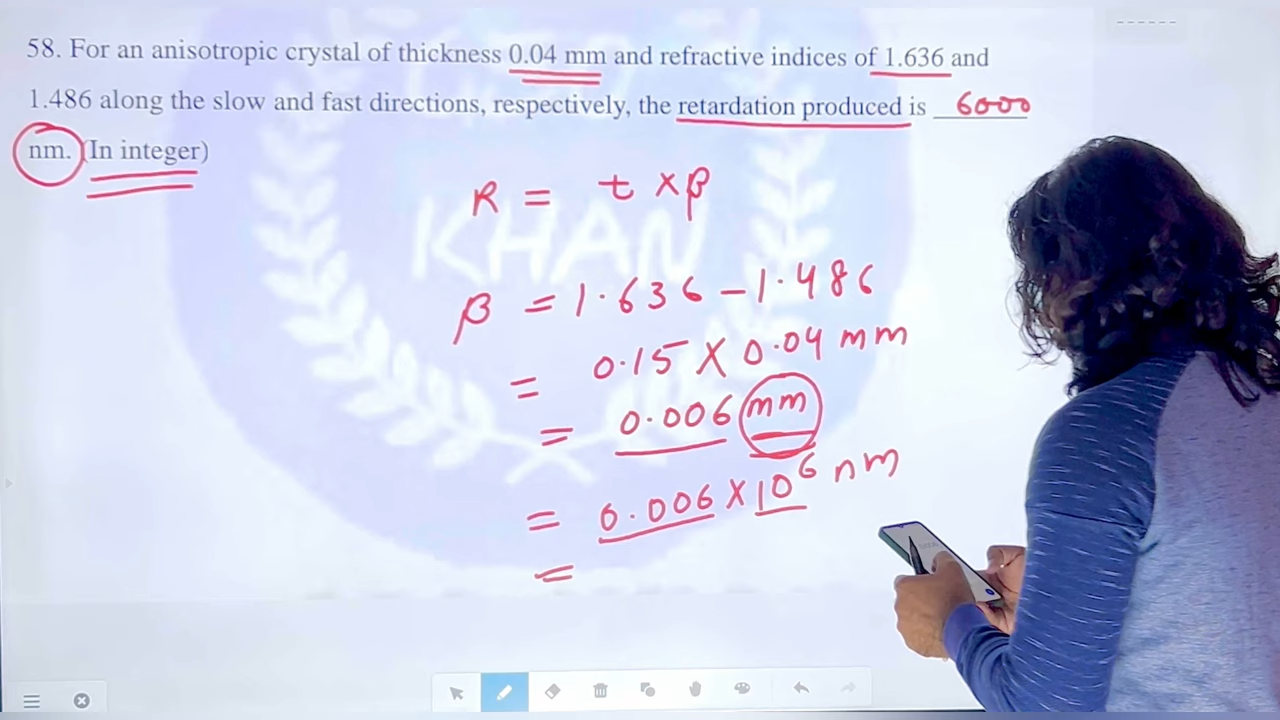 58. For an anisotropic crystal of thickness 0.04 mm and refractive indices of 1.636 and
1.486 along the slow and fast directions, respectively, the retardation produced is 6000
nm. (In integer)
R = t × β
KHAN
β = 1.636 - 1.486
= 0.15 × 0.04 mm
= 0.006 mm
= 0.006 × 10⁶ nm
=